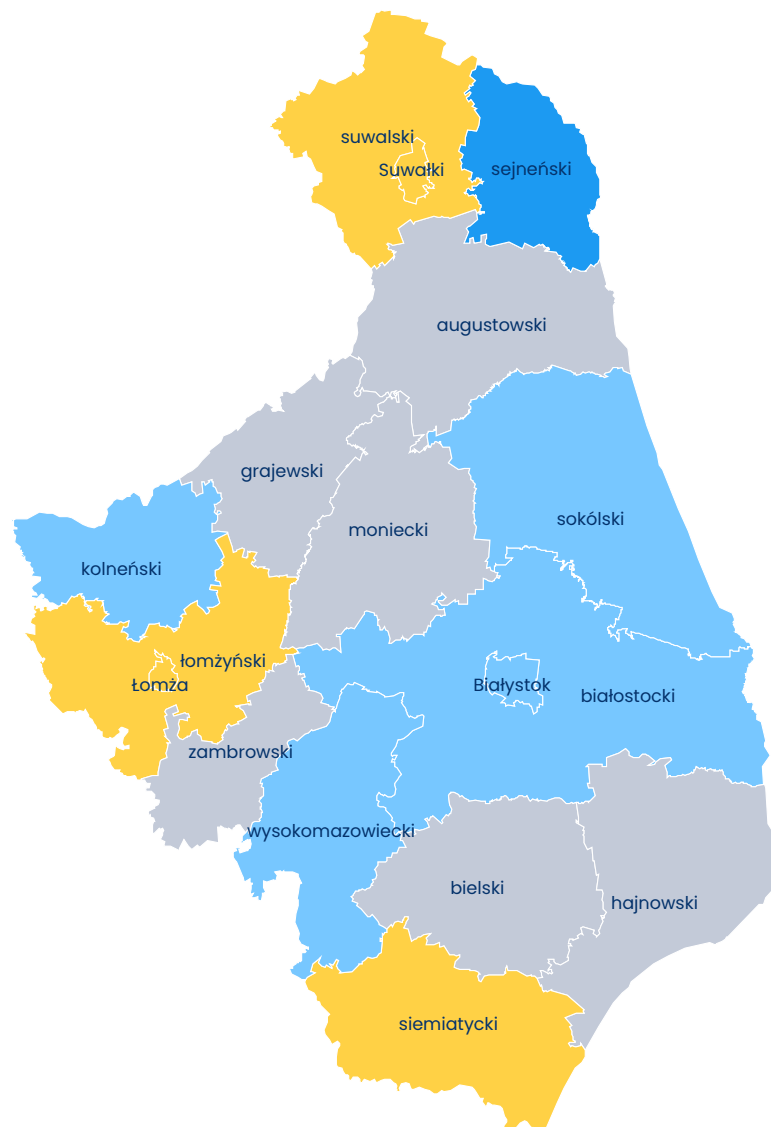 suwalski
Suwałki
sejneński
augustowski
grajewski
sokólski
moniecki
kolneński
łomżyński
Łomża
Białystok
białostocki
zambrowski
wysokomazowiecki
bielski
hajnowski
siemiatycki